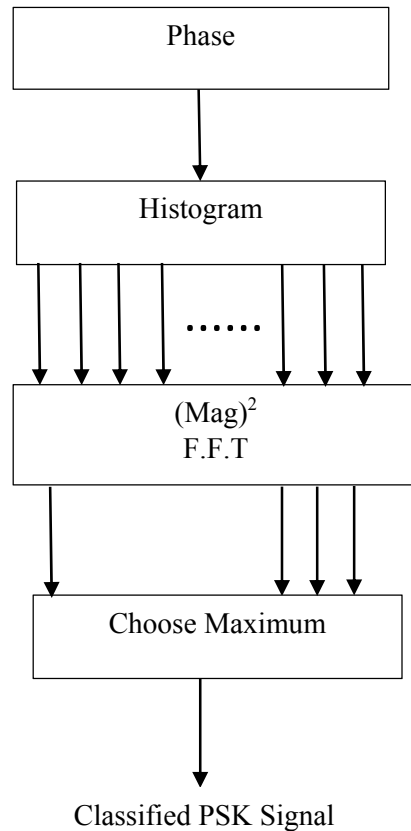 Phase
Histogram
(Mag)²
F.F.T
Choose Maximum
Classified PSK Signal